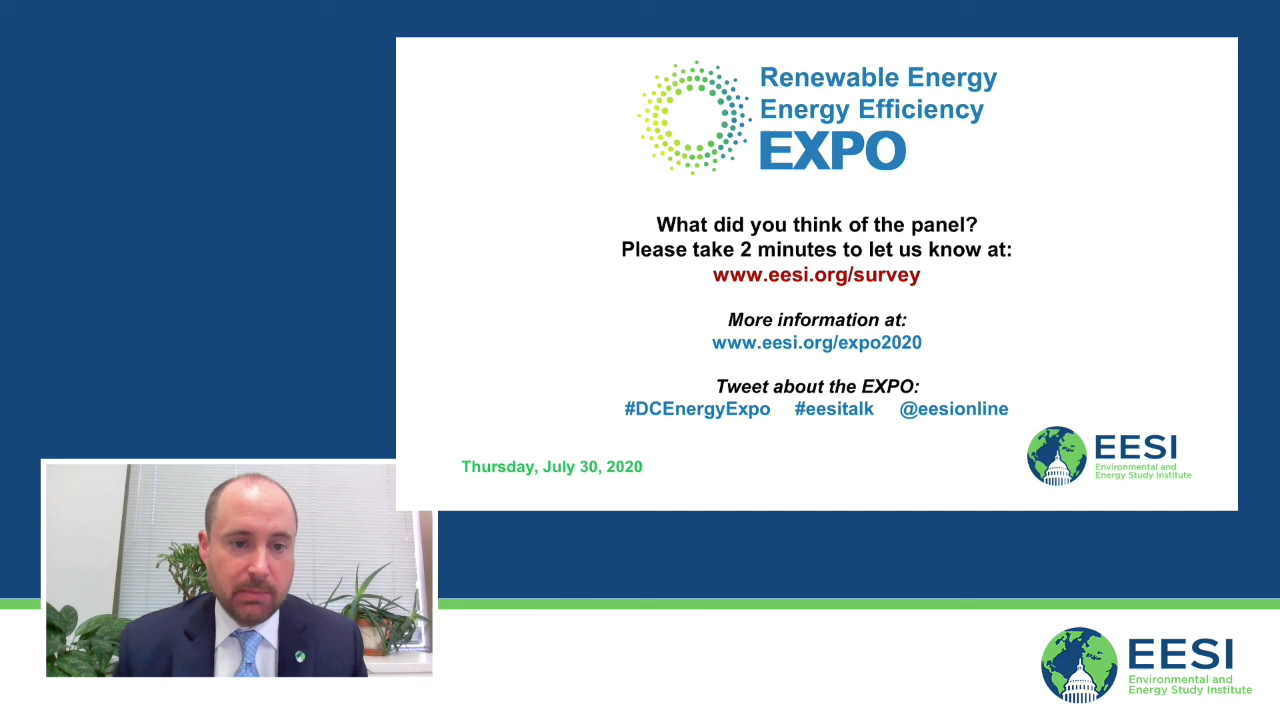 Renewable Energy
Energy Efficiency
EXPO
What did you think of the panel?
Please take 2 minutes to let us know at:
www.eesi.org/survey
More information at:
www.eesi.org/expo2020
Tweet about the EXPO:
#DCEnergyExpo #eesitalk @eesionline
Thursday, July 30, 2020
EESI
Environmental and
Energy Study Institute
EESI
Environmental and
Energy Study Institute